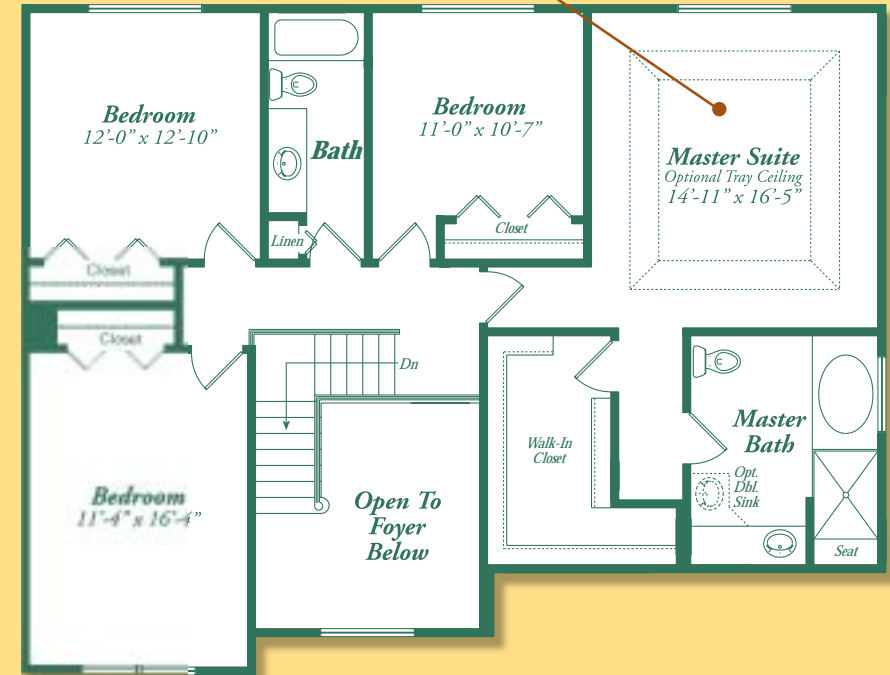 Bedroom
12’-0” x 12’-10”
Bath
Linen
Bedroom
11’-0” x 10’-7”
Closet
Master Suite
Optional Tray Ceiling
14’-11” x 16’-5”
Closet
Closet
Dn
Walk-In
Closet
Master
Bath
Opt.
Dbl.
Sink
Seat
Bedroom
11’-4” x 16’-4”
Open To
Foyer
Below